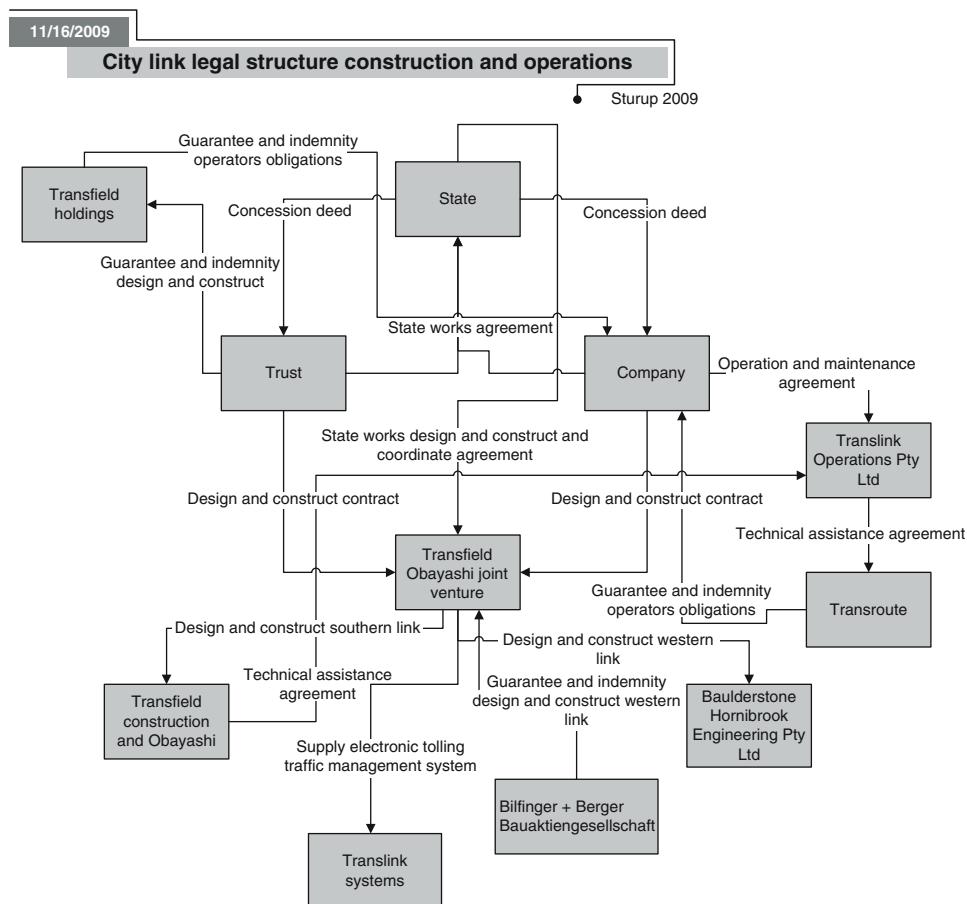 11/16/2009
City link legal structure construction and operations
Sturup 2009
Guarantee and indemnity
operators obligations
Transfield
holdings
State
Concession deed
Concession deed
Guarantee and indemnity
design and construct
State works agreement
Trust
Company
Operation and maintenance
agreement
State works design and construct and
coordinate agreement
Translink
Operations Pty
Ltd
Design and construct contract
Design and construct contract
Technical assistance agreement
Transfield
Obayashi joint
venture
Guarantee and indemnity
operators obligations
Transroute
Design and construct southern link
Design and construct western
link
Technical assistance
agreement
Guarantee and indemnity
design and construct western
link
Transfield
construction
and Obayashi
Baulderstone
Hornibrook
Engineering Pty
Ltd
Supply electronic tolling
traffic management system
Bilfinger + Berger
Bauaktiengesellschaft
Translink
systems